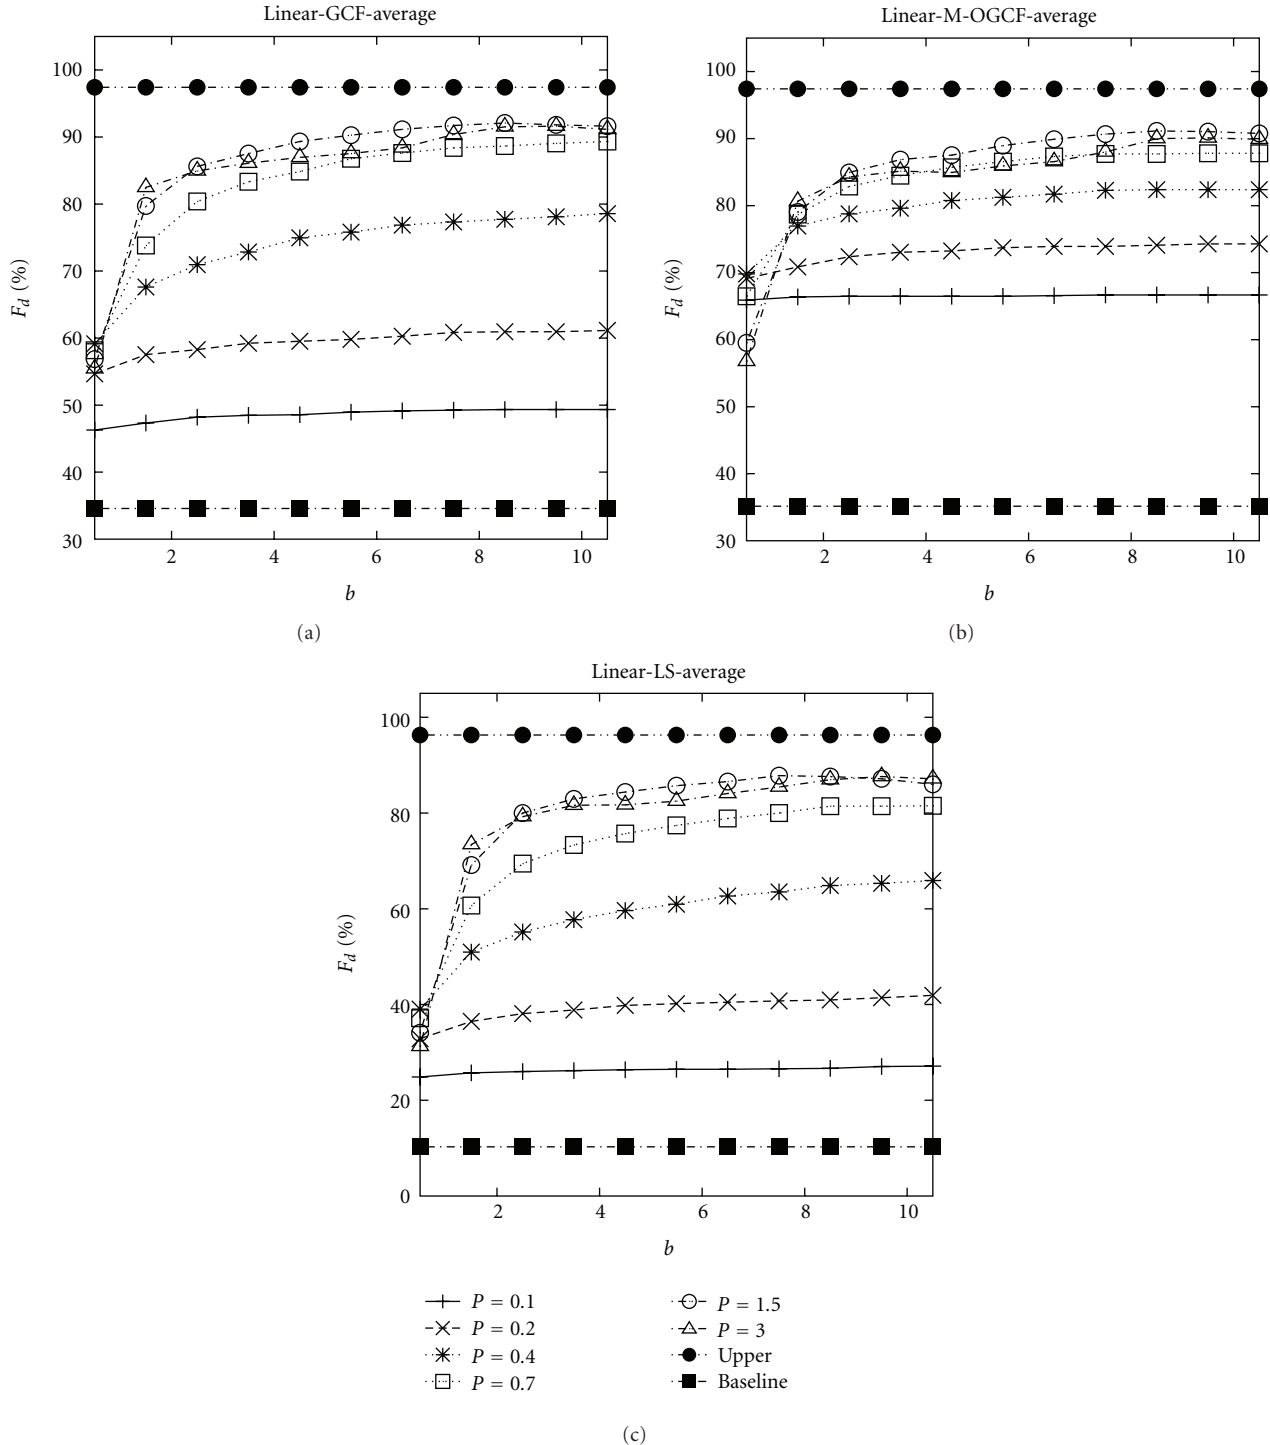 Linear-GCF-average
100
90
80
70
60
50
40
30
F_d (%)
2 4 6 8 10
b
(a)
Linear-M-OGCF-average
100
90
80
70
60
50
40
30
F_d (%)
2 4 6 8 10
b
(b)
Linear-LS-average
100
80
60
40
20
0
F_d (%)
2 4 6 8 10
b
P = 0.1
P = 0.2
P = 0.4
P = 0.7
P = 1.5
P = 3
Upper
Baseline
(c)